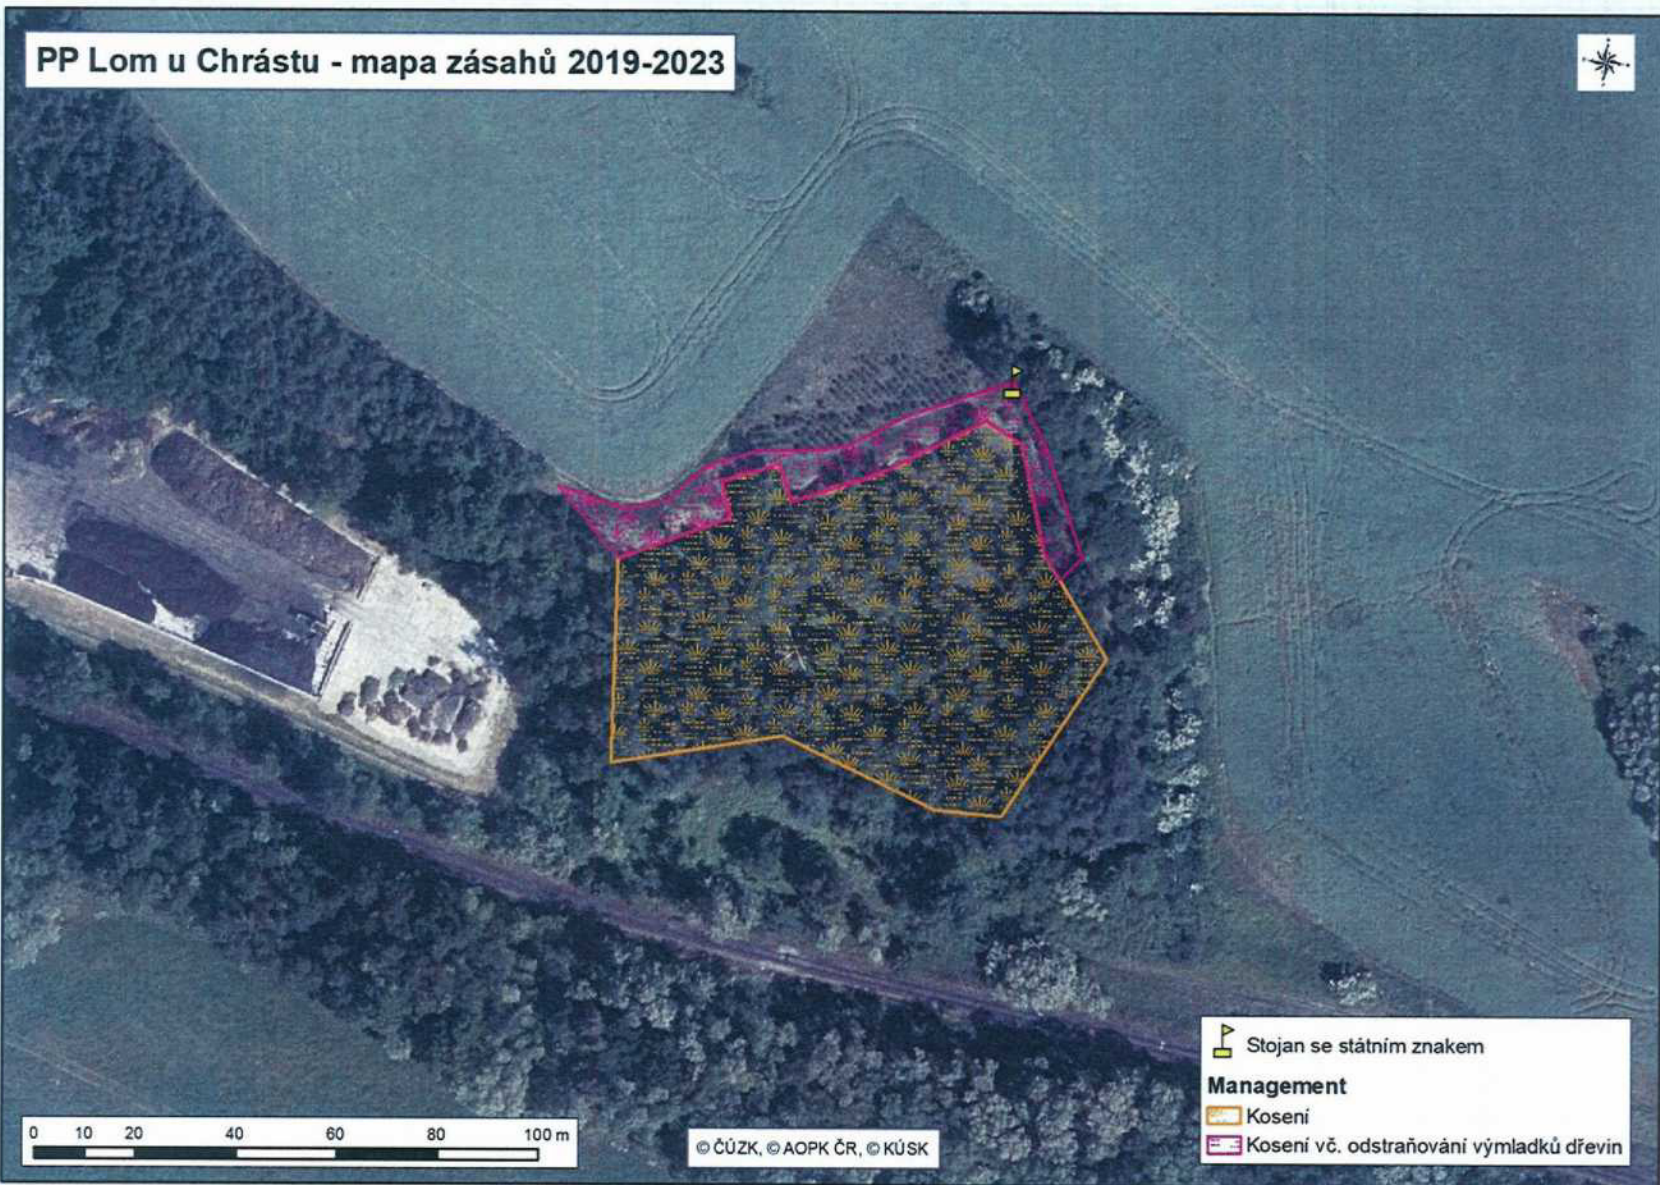 PP Lom u Chrástu - mapa zásahů 2019-2023
Stojan se státním znakem
Management
Kosení
Kosení vč. odstraňování výmladků dřevin
0 10 20 40 60 80 100 m
© ČÚZK, © AOPK ČR, © KÚSK